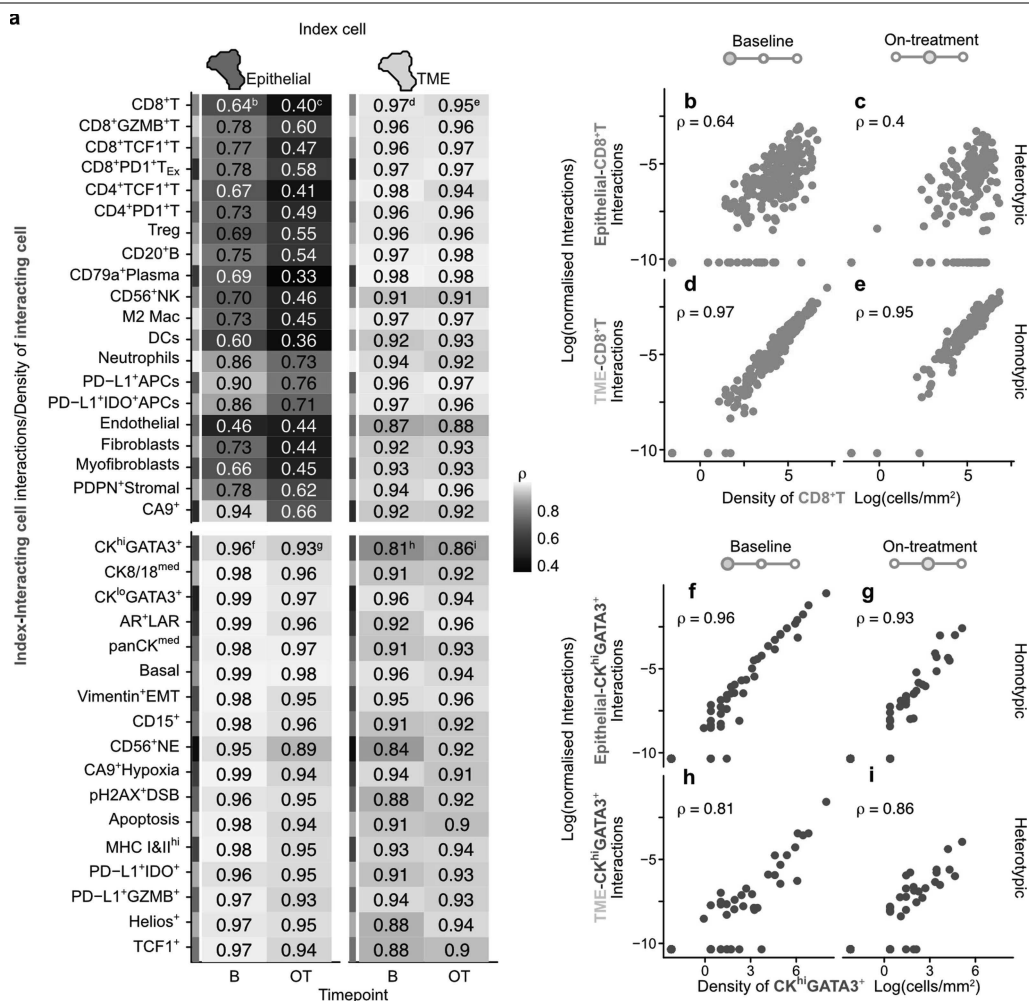 a
Index cell
Epithelial
TME
Index-Interacting cell interactions/Density of interacting cell
CD8⁺T 0.64ᵇ 0.40ᶜ 0.97ᵈ 0.95ᵉ
CD8⁺GZMB⁺T 0.78 0.60 0.96 0.96
CD8⁺TCF1⁺T 0.77 0.47 0.96 0.97
CD8⁺PD1⁺T_Ex 0.78 0.58 0.97 0.97
CD4⁺TCF1⁺T 0.67 0.41 0.98 0.94
CD4⁺PD1⁺T 0.73 0.49 0.96 0.96
Treg 0.69 0.55 0.96 0.96
CD20⁺B 0.75 0.54 0.97 0.98
CD79a⁺Plasma 0.69 0.33 0.98 0.98
CD56⁺NK 0.70 0.46 0.91 0.91
M2 Mac 0.73 0.45 0.97 0.97
DCs 0.60 0.36 0.92 0.93
Neutrophils 0.86 0.73 0.94 0.92
PD−L1⁺APCs 0.90 0.76 0.96 0.97
PD−L1⁺IDO⁺APCs 0.86 0.71 0.97 0.96
Endothelial 0.46 0.44 0.87 0.88
Fibroblasts 0.73 0.44 0.92 0.93
Myofibroblasts 0.66 0.45 0.93 0.93
PDPN⁺Stromal 0.78 0.62 0.94 0.96
CA9⁺ 0.94 0.66 0.92 0.92
CKʰⁱGATA3⁺ 0.96ᶠ 0.93ᵍ 0.81ʰ 0.86ⁱ
CK8/18ᵐᵉᵈ 0.98 0.96 0.91 0.92
CKˡᵒGATA3⁺ 0.99 0.97 0.96 0.94
AR⁺LAR 0.99 0.96 0.92 0.96
panCKᵐᵉᵈ 0.98 0.97 0.91 0.93
Basal 0.99 0.98 0.96 0.94
Vimentin⁺EMT 0.98 0.95 0.95 0.96
CD15⁺ 0.98 0.96 0.91 0.92
CD56⁺NE 0.95 0.89 0.84 0.92
CA9⁺Hypoxia 0.99 0.94 0.94 0.91
pH2AX⁺DSB 0.96 0.95 0.88 0.92
Apoptosis 0.98 0.94 0.91 0.9
MHC I&IIʰⁱ 0.98 0.95 0.93 0.94
PD−L1⁺IDO⁺ 0.96 0.95 0.91 0.93
PD−L1⁺GZMB⁺ 0.97 0.93 0.94 0.93
Helios⁺ 0.97 0.95 0.88 0.94
TCF1⁺ 0.97 0.94 0.88 0.9
B OT B OT
Timepoint
ρ
0.8
0.6
0.4
Baseline On-treatment
b c
ρ = 0.64 ρ = 0.4
Log(normalised Interactions)
Epithelial-CD8⁺T
Interactions
−5
−10
Heterotypic
d e
ρ = 0.97 ρ = 0.95
TME-CD8⁺T
Interactions
−5
−10
Homotypic
0 5 0 5
Density of CD8⁺T Log(cells/mm²)
Baseline On-treatment
f g
ρ = 0.96 ρ = 0.93
Log(normalised Interactions)
Epithelial-CKʰⁱGATA3⁺
Interactions
−5
−10
Homotypic
h i
ρ = 0.81 ρ = 0.86
TME-CKʰⁱGATA3⁺
Interactions
−5
−10
Heterotypic
0 3 6 0 3 6
Density of CKʰⁱGATA3⁺ Log(cells/mm²)